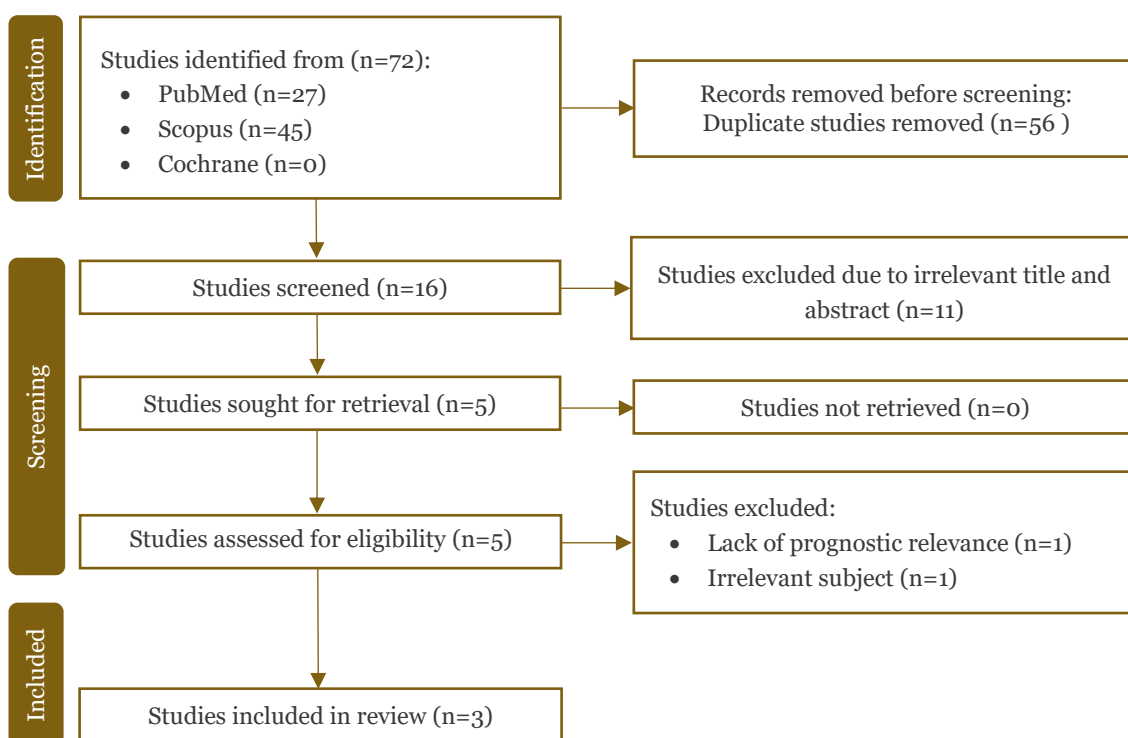 Identification
Studies identified from (n=72):
• PubMed (n=27)
• Scopus (n=45)
• Cochrane (n=0)
Records removed before screening:
Duplicate studies removed (n=56 )
Screening
Studies screened (n=16)
Studies excluded due to irrelevant title and
abstract (n=11)
Studies sought for retrieval (n=5)
Studies not retrieved (n=0)
Studies assessed for eligibility (n=5)
Studies excluded:
• Lack of prognostic relevance (n=1)
• Irrelevant subject (n=1)
Included
Studies included in review (n=3)